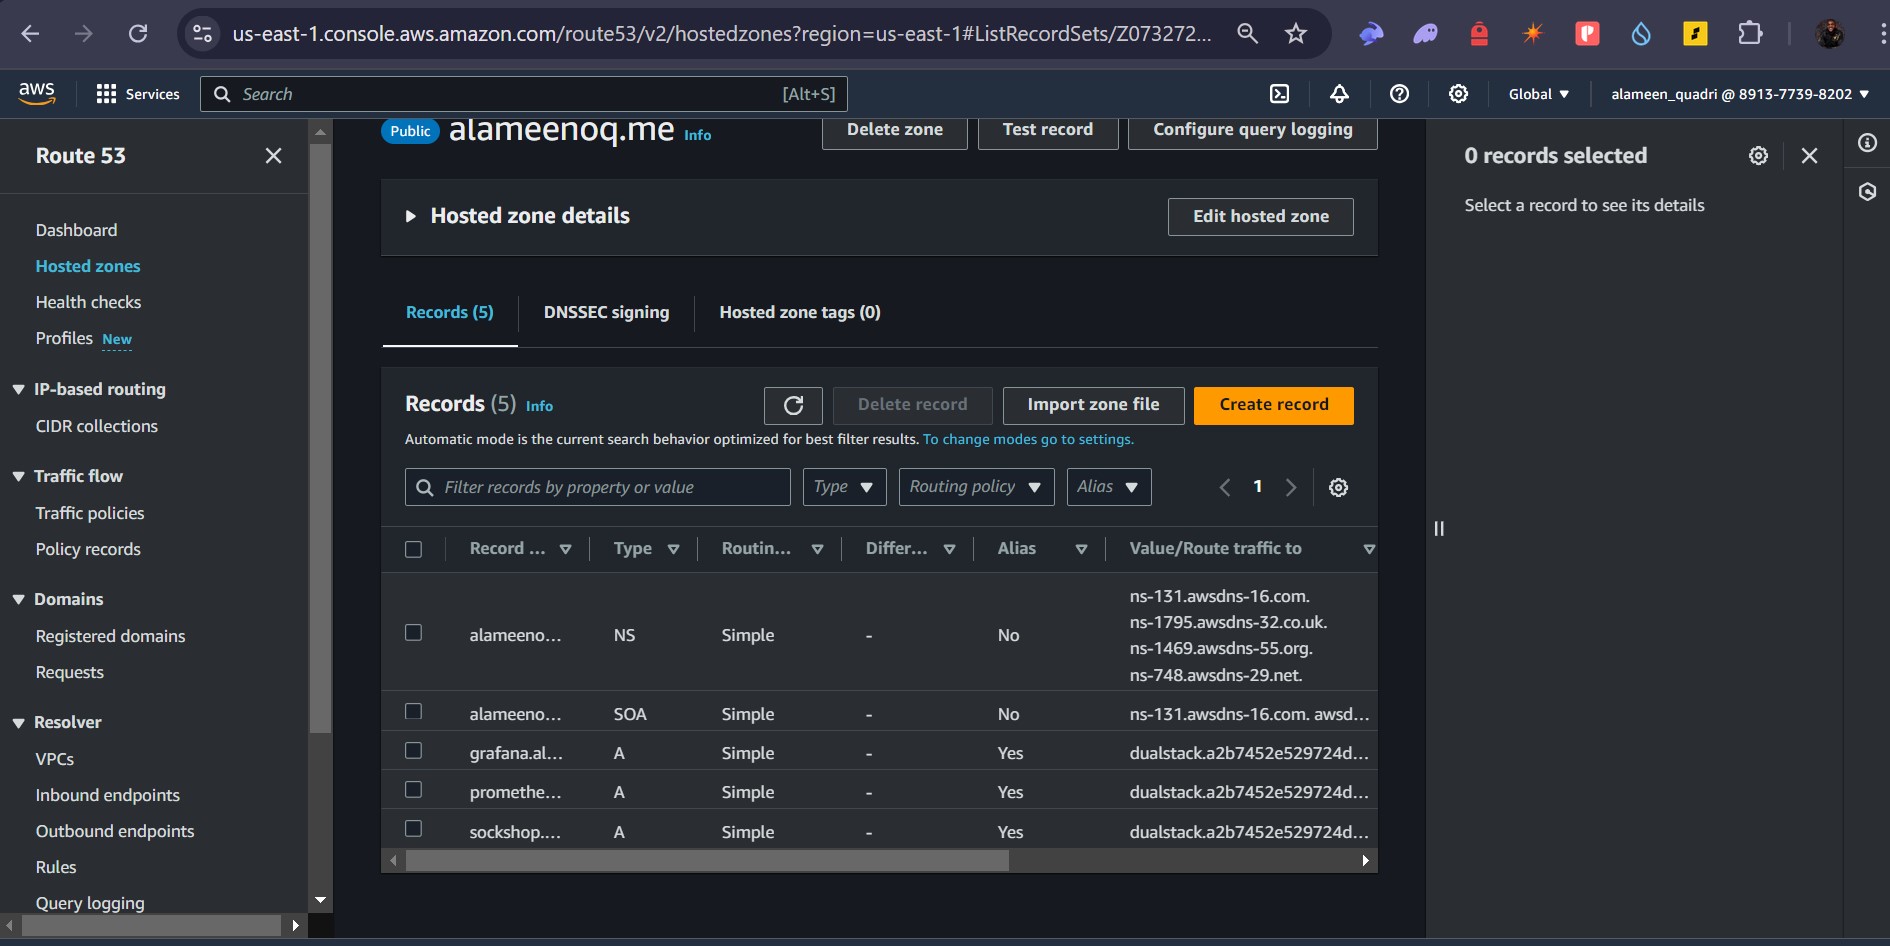 us-east-1.console.aws.amazon.com/route53/v2/hostedzones?region=us-east-1#ListRecordSets/Z073272...
aws
Services
Search
[Alt+S]
Global
alameen_quadri @ 8913-7739-8202
Route 53
Dashboard
Hosted zones
Health checks
Profiles New
IP-based routing
CIDR collections
Traffic flow
Traffic policies
Policy records
Domains
Registered domains
Requests
Resolver
VPCs
Inbound endpoints
Outbound endpoints
Rules
Query logging
Public alameenoq.me Info
Delete zone
Test record
Configure query logging
Hosted zone details
Edit hosted zone
Records (5)
DNSSEC signing
Hosted zone tags (0)
Records (5) Info
Delete record
Import zone file
Create record
Automatic mode is the current search behavior optimized for best filter results. To change modes go to settings.
Filter records by property or value
Type
Routing policy
Alias
1
Record ... Type Routin... Differ... Alias Value/Route traffic to
alameeno... NS Simple - No
ns-131.awsdns-16.com.
ns-1795.awsdns-32.co.uk.
ns-1469.awsdns-55.org.
ns-748.awsdns-29.net.
alameeno... SOA Simple - No ns-131.awsdns-16.com. awsd...
grafana.al... A Simple - Yes dualstack.a2b7452e529724d...
promethe... A Simple - Yes dualstack.a2b7452e529724d...
sockshop.... A Simple - Yes dualstack.a2b7452e529724d...
0 records selected
Select a record to see its details